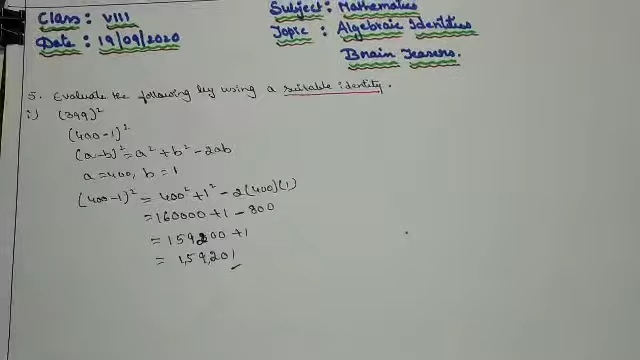 Class: VIII
Date: 19/09/2020
Subject: Mathematics
Topic: Algebraic Identities
Brain Teasers.
5. Evaluate the following by using a suitable identity.
i) (399)²
(400-1)²
(a-b)² = a² + b² - 2ab
a = 400, b = 1
(400-1)² = 400² + 1² - 2(400)(1)
= 160000 + 1 - 800
= 159200 + 1
= 1,59,201